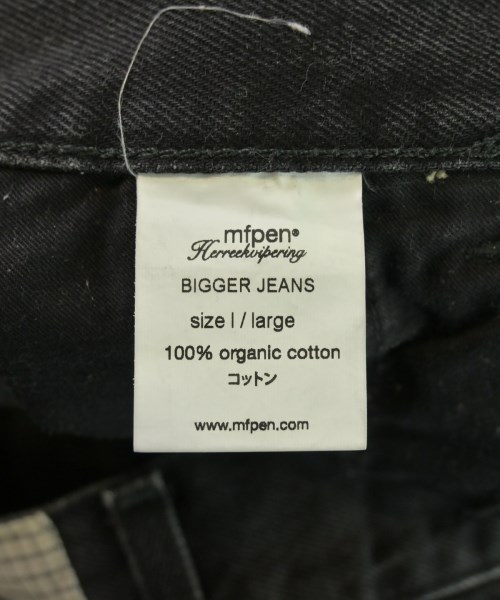 mfpen®
Herreekvipering
BIGGER JEANS
size l / large
100% organic cotton
コットン
www.mfpen.com